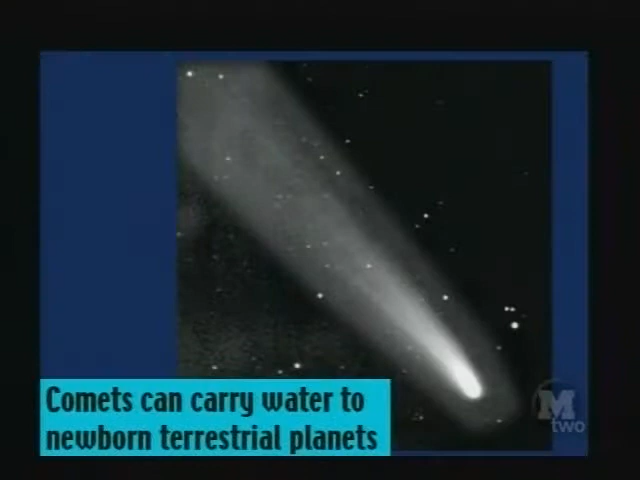 Comets can carry water to
newborn terrestrial planets
M
two